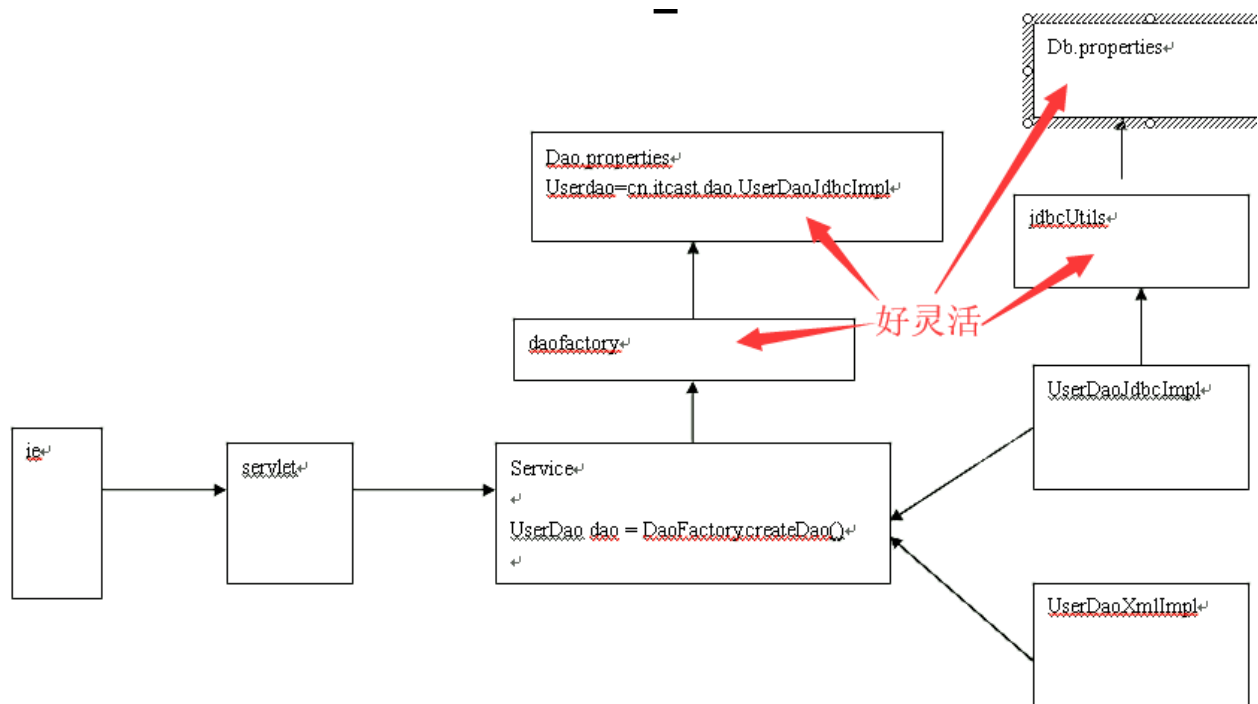 Db.properties
Dao.properties
Userdao=cn.itcast.dao.UserDaoJdbcImpl
jdbcUtils
好灵活
daofactory
UserDaoJdbcImpl
ie
servlet
Service
UserDao dao = DaoFactory.createDao()
UserDaoXmlImpl